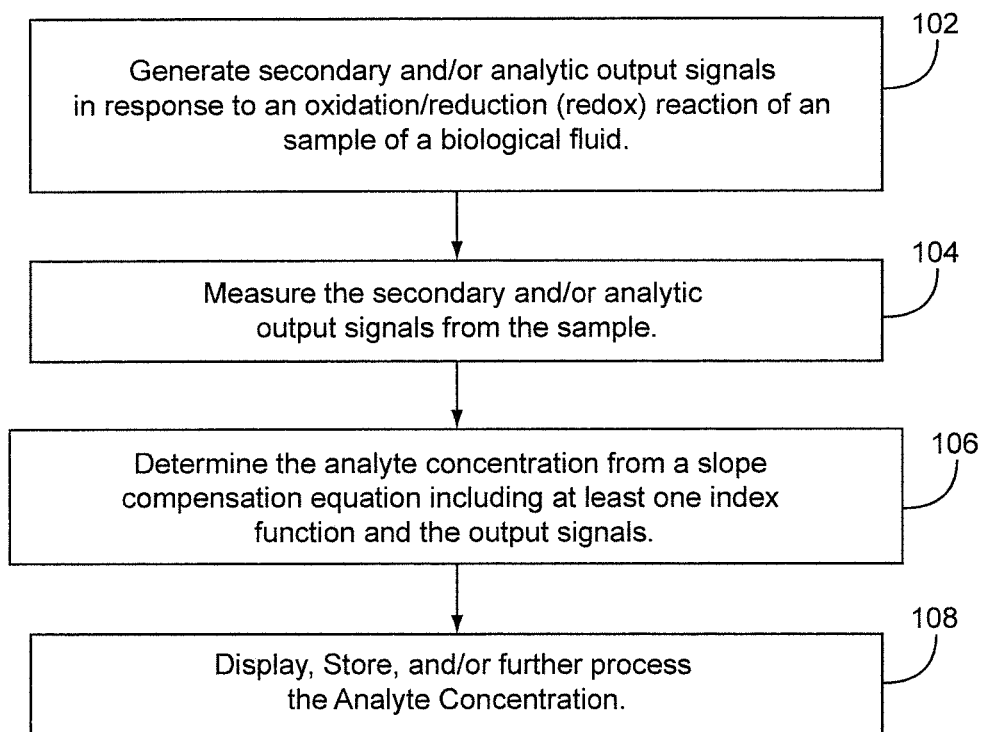 102
Generate secondary and/or analytic output signals
in response to an oxidation/reduction (redox) reaction of an
sample of a biological fluid.
104
Measure the secondary and/or analytic
output signals from the sample.
106
Determine the analyte concentration from a slope
compensation equation including at least one index
function and the output signals.
108
Display, Store, and/or further process
the Analyte Concentration.